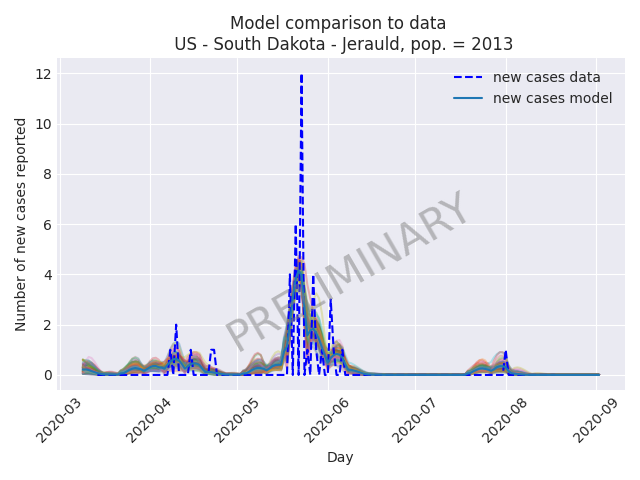 Model comparison to data
US - South Dakota - Jerauld, pop. = 2013
new cases data
new cases model
Number of new cases reported
12
10
8
6
4
2
0
PRELIMINARY
2020-03
2020-04
2020-05
2020-06
2020-07
2020-08
2020-09
Day